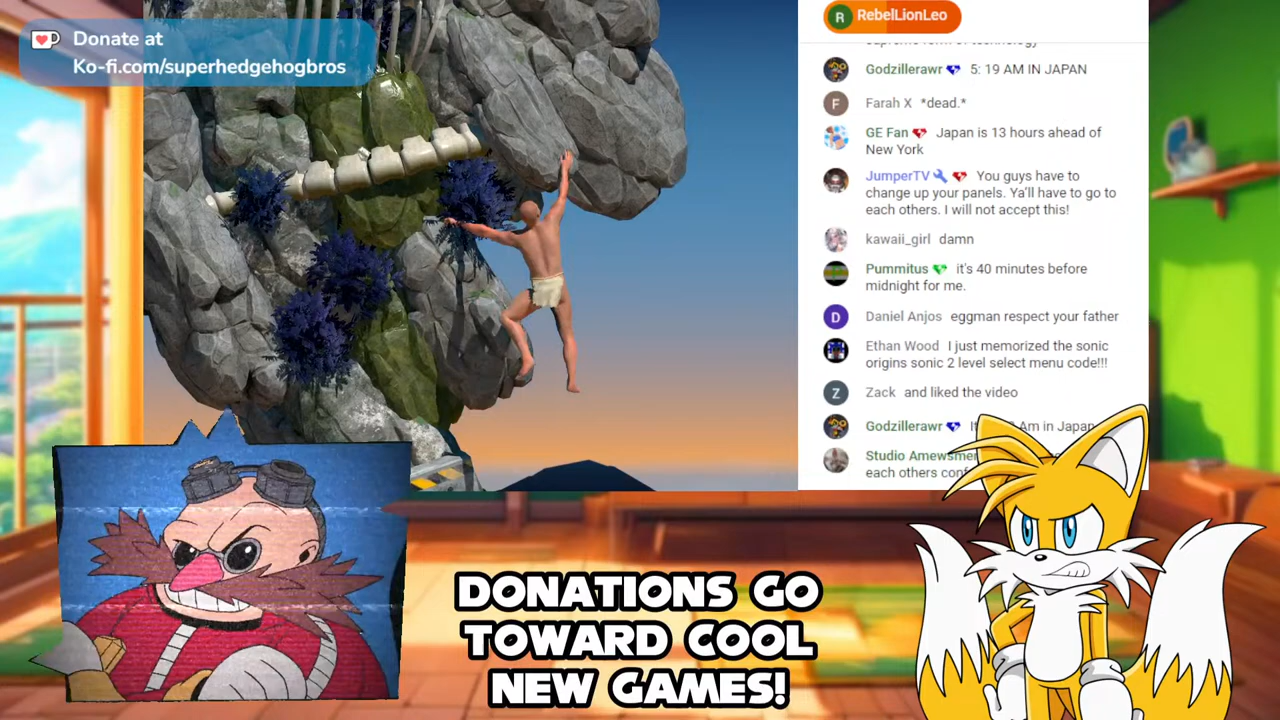 Donate at
Ko-fi.com/superhedgehogbros
R RebelLionLeo
Godzillerawr 5: 19 AM IN JAPAN
F Farah X *dead.*
GE Fan Japan is 13 hours ahead of
New York
JumperTV You guys have to
change up your panels. Ya'll have to go to
each others. I will not accept this!
kawaii_girl damn
Pummitus it's 40 minutes before
midnight for me.
D Daniel Anjos eggman respect your father
Ethan Wood I just memorized the sonic
origins sonic 2 level select menu code!!!
Z Zack and liked the video
Godzillerawr Am in Japan
Studio
each others
DONATIONS GO
TOWARD COOL
NEW GAMES!